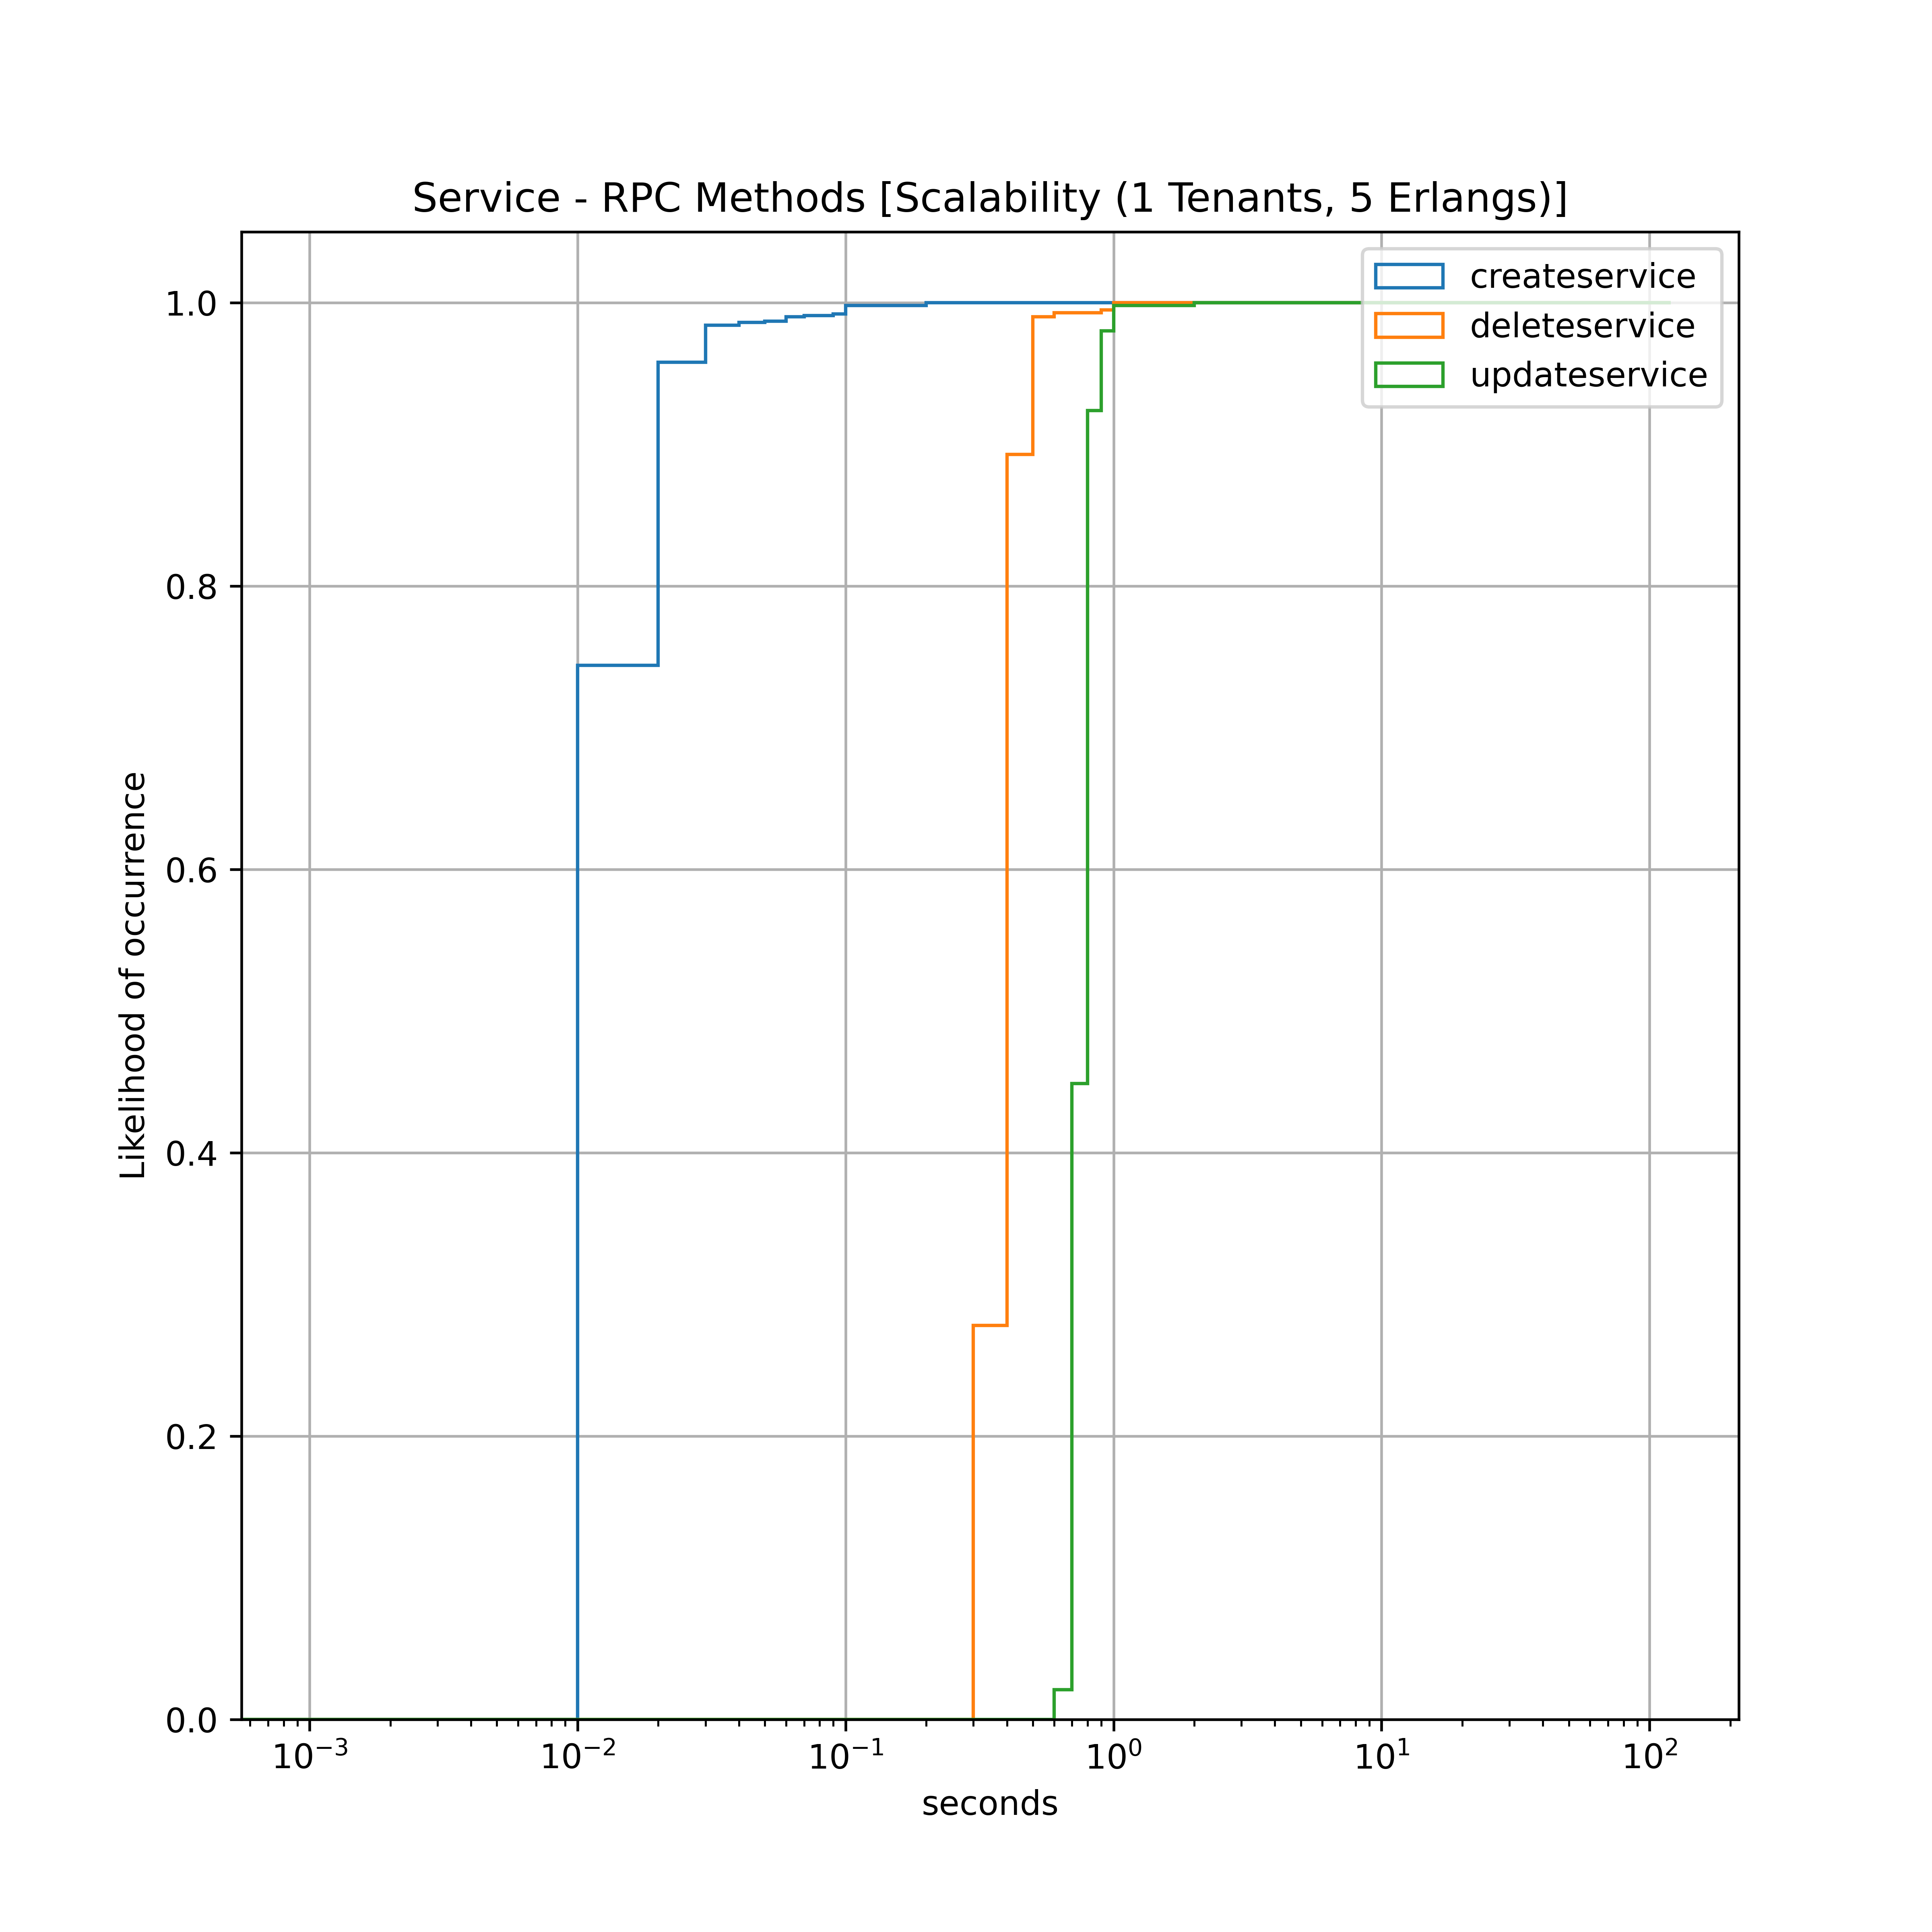 Service - RPC Methods [Scalability (1 Tenants, 5 Erlangs)]
createservice
deleteservice
updateservice
Likelihood of occurrence
1.0
0.8
0.6
0.4
0.2
0.0
10⁻³ 10⁻² 10⁻¹ 10⁰ 10¹ 10²
seconds